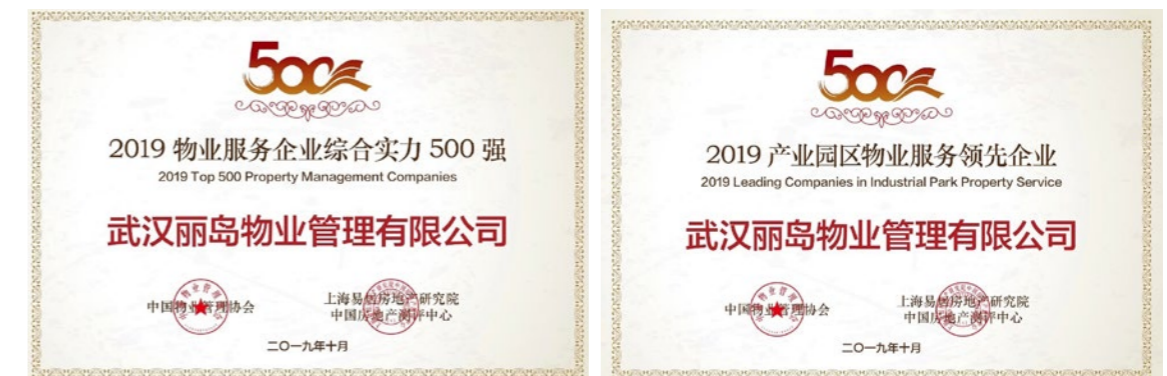 500
2019 物业服务企业综合实力 500 强
2019 Top 500 Property Management Companies
武汉丽岛物业管理有限公司
中国物业管理协会
上海易居房地产研究院
中国房地产测评中心
二〇一九年十月
500
2019 产业园区物业服务领先企业
2019 Leading Companies in Industrial Park Property Service
武汉丽岛物业管理有限公司
中国物业管理协会
上海易居房地产研究院
中国房地产测评中心
二〇一九年十月